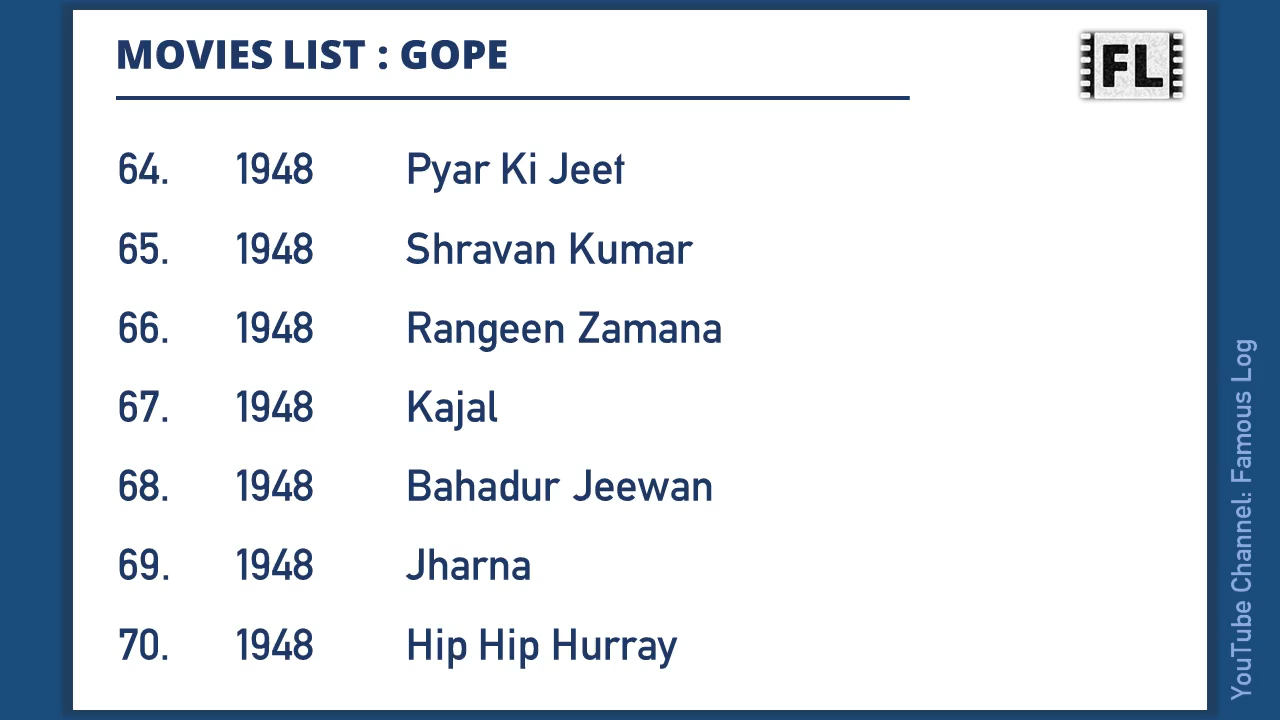 MOVIES LIST : GOPE
FL
64. 1948 Pyar Ki Jeet
65. 1948 Shravan Kumar
66. 1948 Rangeen Zamana
67. 1948 Kajal
68. 1948 Bahadur Jeewan
69. 1948 Jharna
70. 1948 Hip Hip Hurray
YouTube Channel: Famous Log